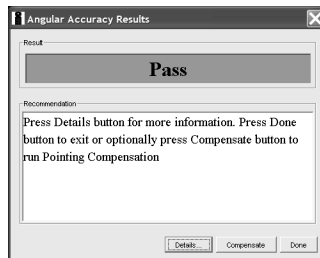 Angular Accuracy Results
Result
Pass
Recommendation
Press Details button for more information. Press Done
button to exit or optionally press Compensate button to
run Pointing Compensation
Details... Compensate Done